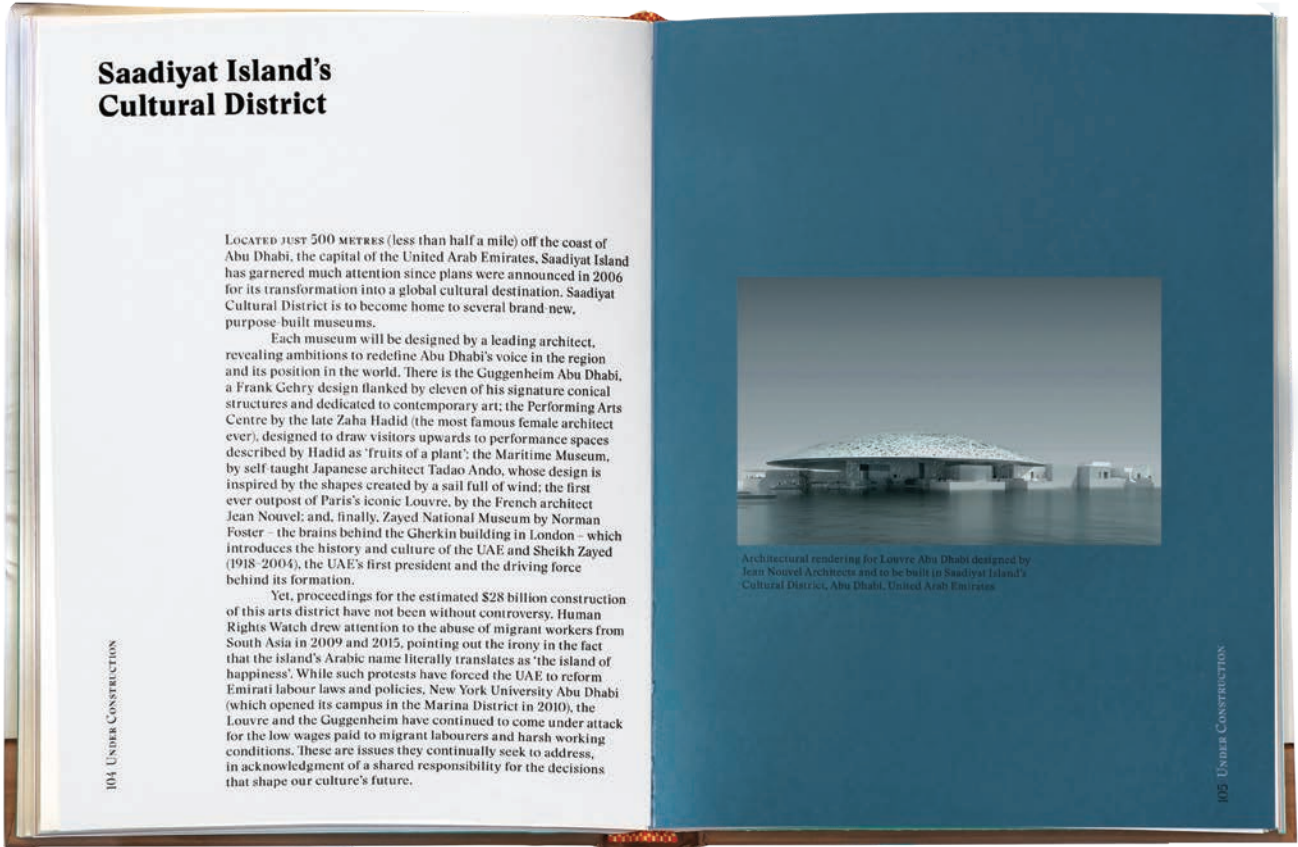 Saadiyat Island's
Cultural District
Located just 500 metres (less than half a mile) off the coast of
Abu Dhabi, the capital of the United Arab Emirates, Saadiyat Island
has garnered much attention since plans were announced in 2006
for its transformation into a global cultural destination. Saadiyat
Cultural District is to become home to several brand-new,
purpose-built museums.
Each museum will be designed by a leading architect,
revealing ambitions to redefine Abu Dhabi's voice in the region
and its position in the world. There is the Guggenheim Abu Dhabi,
a Frank Gehry design flanked by eleven of his signature conical
structures and dedicated to contemporary art; the Performing Arts
Centre by the late Zaha Hadid (the most famous female architect
ever), designed to draw visitors upwards to performance spaces
described by Hadid as 'fruits of a plant'; the Maritime Museum,
by self-taught Japanese architect Tadao Ando, whose design is
inspired by the shapes created by a sail full of wind; the first
ever outpost of Paris's iconic Louvre, by the French architect
Jean Nouvel; and, finally, Zayed National Museum by Norman
Foster – the brains behind the Gherkin building in London – which
introduces the history and culture of the UAE and Sheikh Zayed
(1918–2004), the UAE's first president and the driving force
behind its formation.
Yet, proceedings for the estimated $28 billion construction
of this arts district have not been without controversy. Human
Rights Watch drew attention to the abuse of migrant workers from
South Asia in 2009 and 2015, pointing out the irony in the fact
that the island's Arabic name literally translates as 'the island of
happiness'. While such protests have forced the UAE to reform
Emirati labour laws and policies, New York University Abu Dhabi
(which opened its campus in the Marina District in 2010), the
Louvre and the Guggenheim have continued to come under attack
for the low wages paid to migrant labourers and harsh working
conditions. These are issues they continually seek to address,
in acknowledgment of a shared responsibility for the decisions
that shape our culture's future.
104 Under Construction
Architectural rendering for Louvre Abu Dhabi designed by
Jean Nouvel Architects and to be built in Saadiyat Island's
Cultural District, Abu Dhabi, United Arab Emirates
105 Under Construction